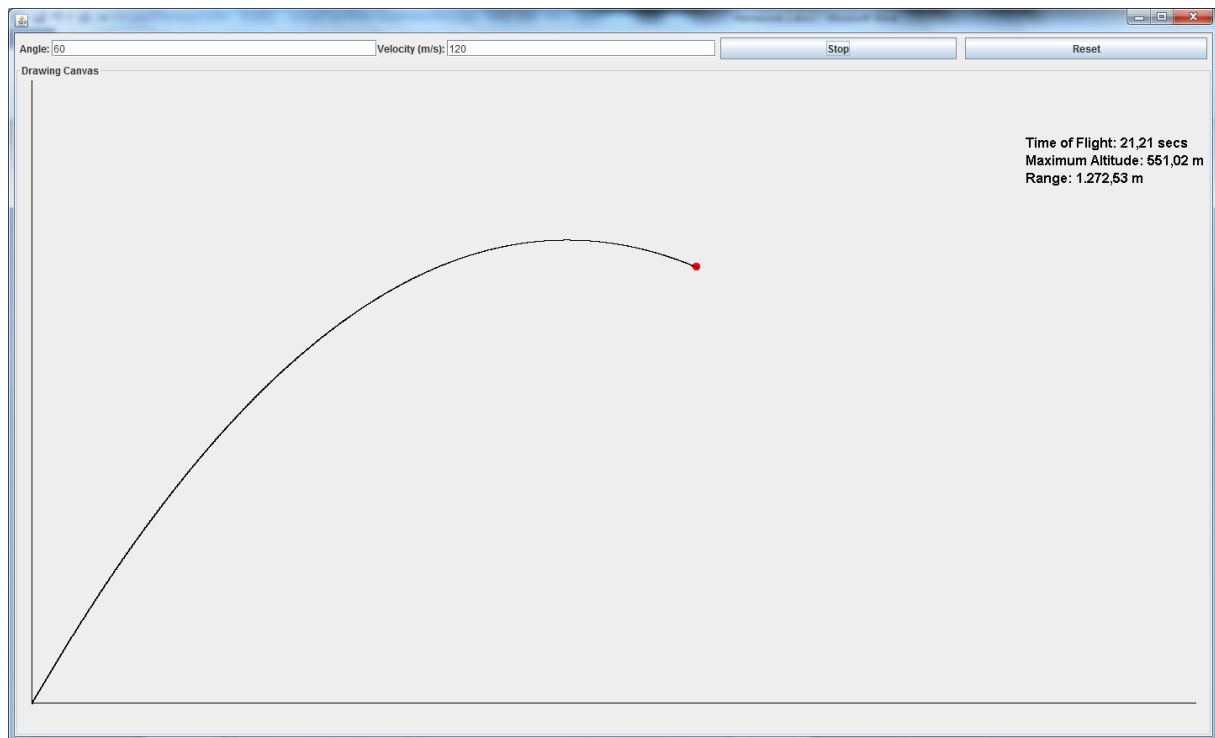 Angle: 60 Velocity (m/s): 120 Stop Reset
Drawing Canvas
Time of Flight: 21,21 secs
Maximum Altitude: 551,02 m
Range: 1.272,53 m